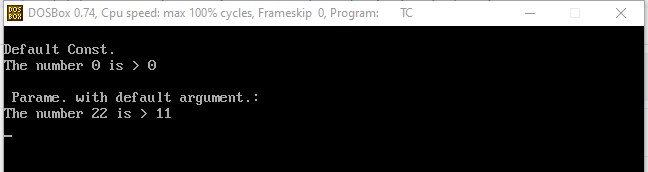 DOSBox 0.74, Cpu speed: max 100% cycles, Frameskip 0, Program: TC
Default Const.
The number 0 is > 0
Parame. with default argument.:
The number 22 is > 11
_